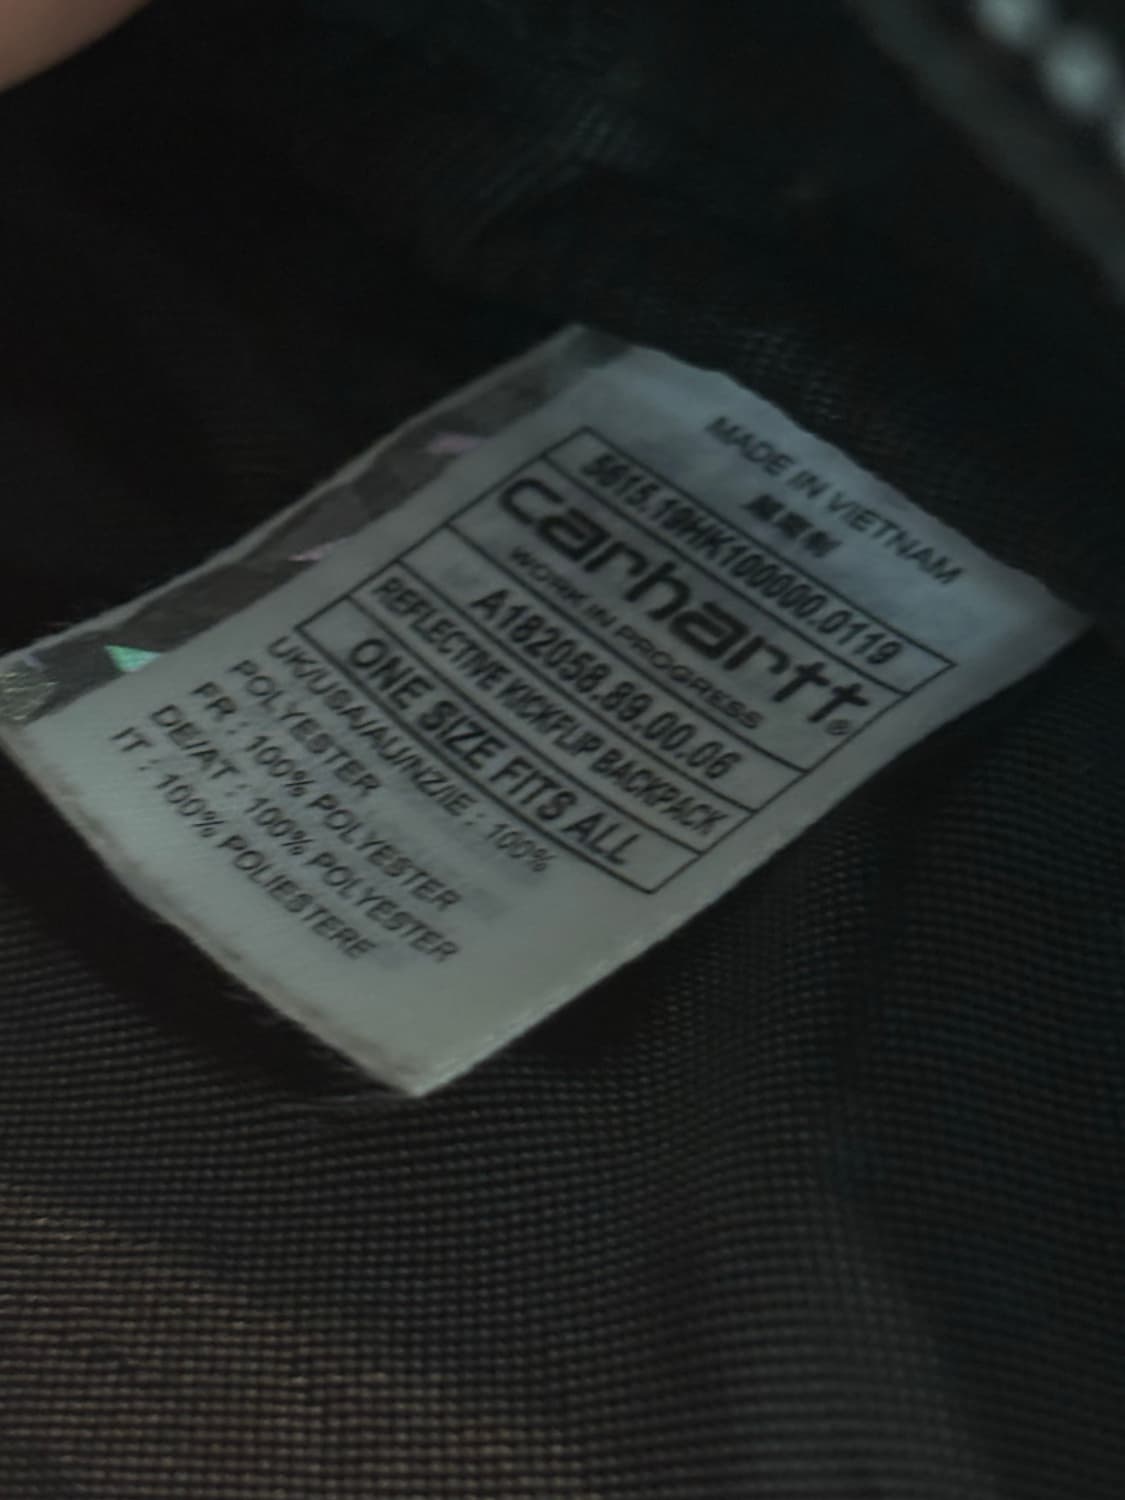 MADE IN VIETNAM
5615.19HK100000.0119
carhartt®
WORK IN PROGRESS
A182058.89.00.06
REFLECTIVE KICKFLIP BACKPACK
ONE SIZE FITS ALL
UK/USA/AU/NZ/IE : 100%
POLYESTER
FR : 100% POLYESTER
DE/AT : 100% POLYESTER
IT : 100% POLIESTERE